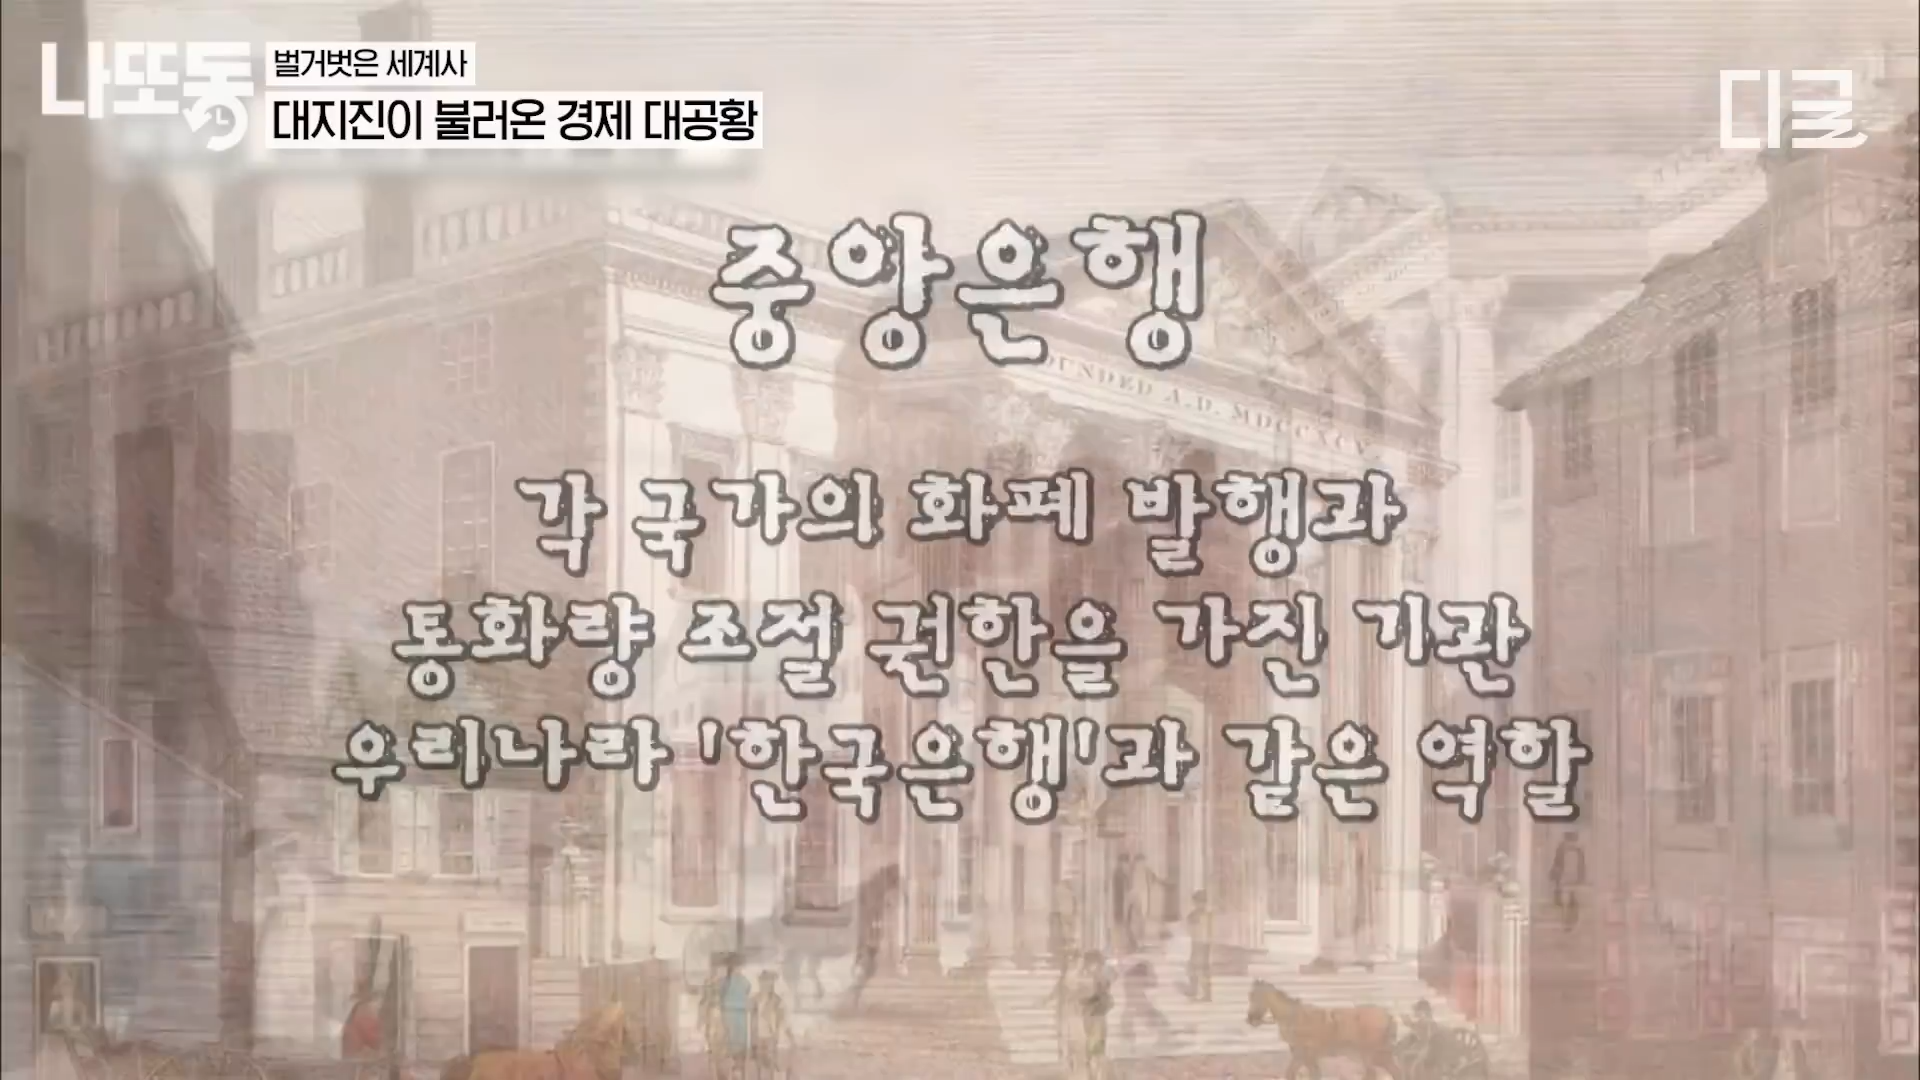 나또동
벌거벗은 세계사
대지진이 불러온 경제 대공황
디글
중앙은행
OUNDED A.D. MDCCXCV
각 국가의 화폐 발행과
통화량 조절 권한을 가진 기관
우리나라 '한국은행'과 같은 역할